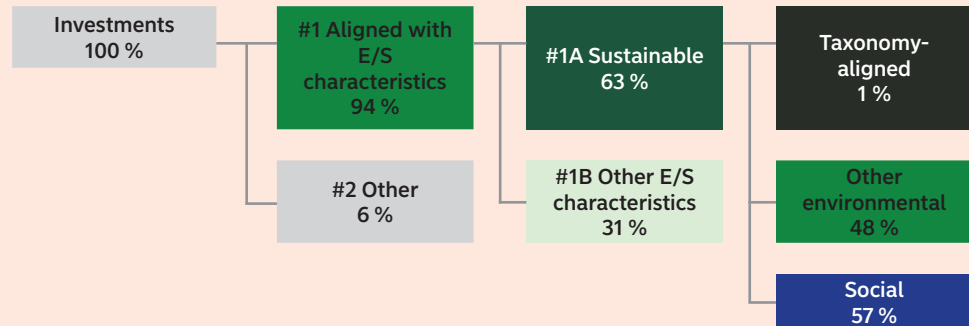 Investments
100 %
#1 Aligned with
E/S
characteristics
94 %
#2 Other
6 %
#1A Sustainable
63 %
#1B Other E/S
characteristics
31 %
Taxonomy-
aligned
1 %
Other
environmental
48 %
Social
57 %